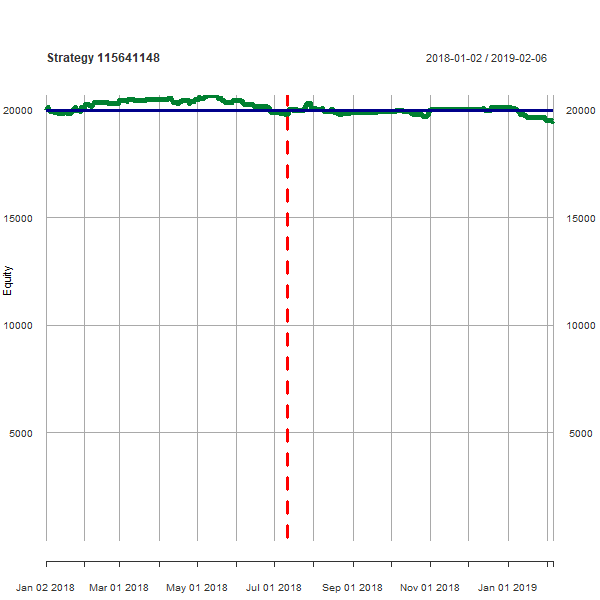 Strategy 115641148
2018-01-02 / 2019-02-06
20000
20000
15000
15000
Equity
10000
10000
5000
5000
Jan 02 2018
Mar 01 2018
May 01 2018
Jul 01 2018
Sep 01 2018
Nov 01 2018
Jan 01 2019